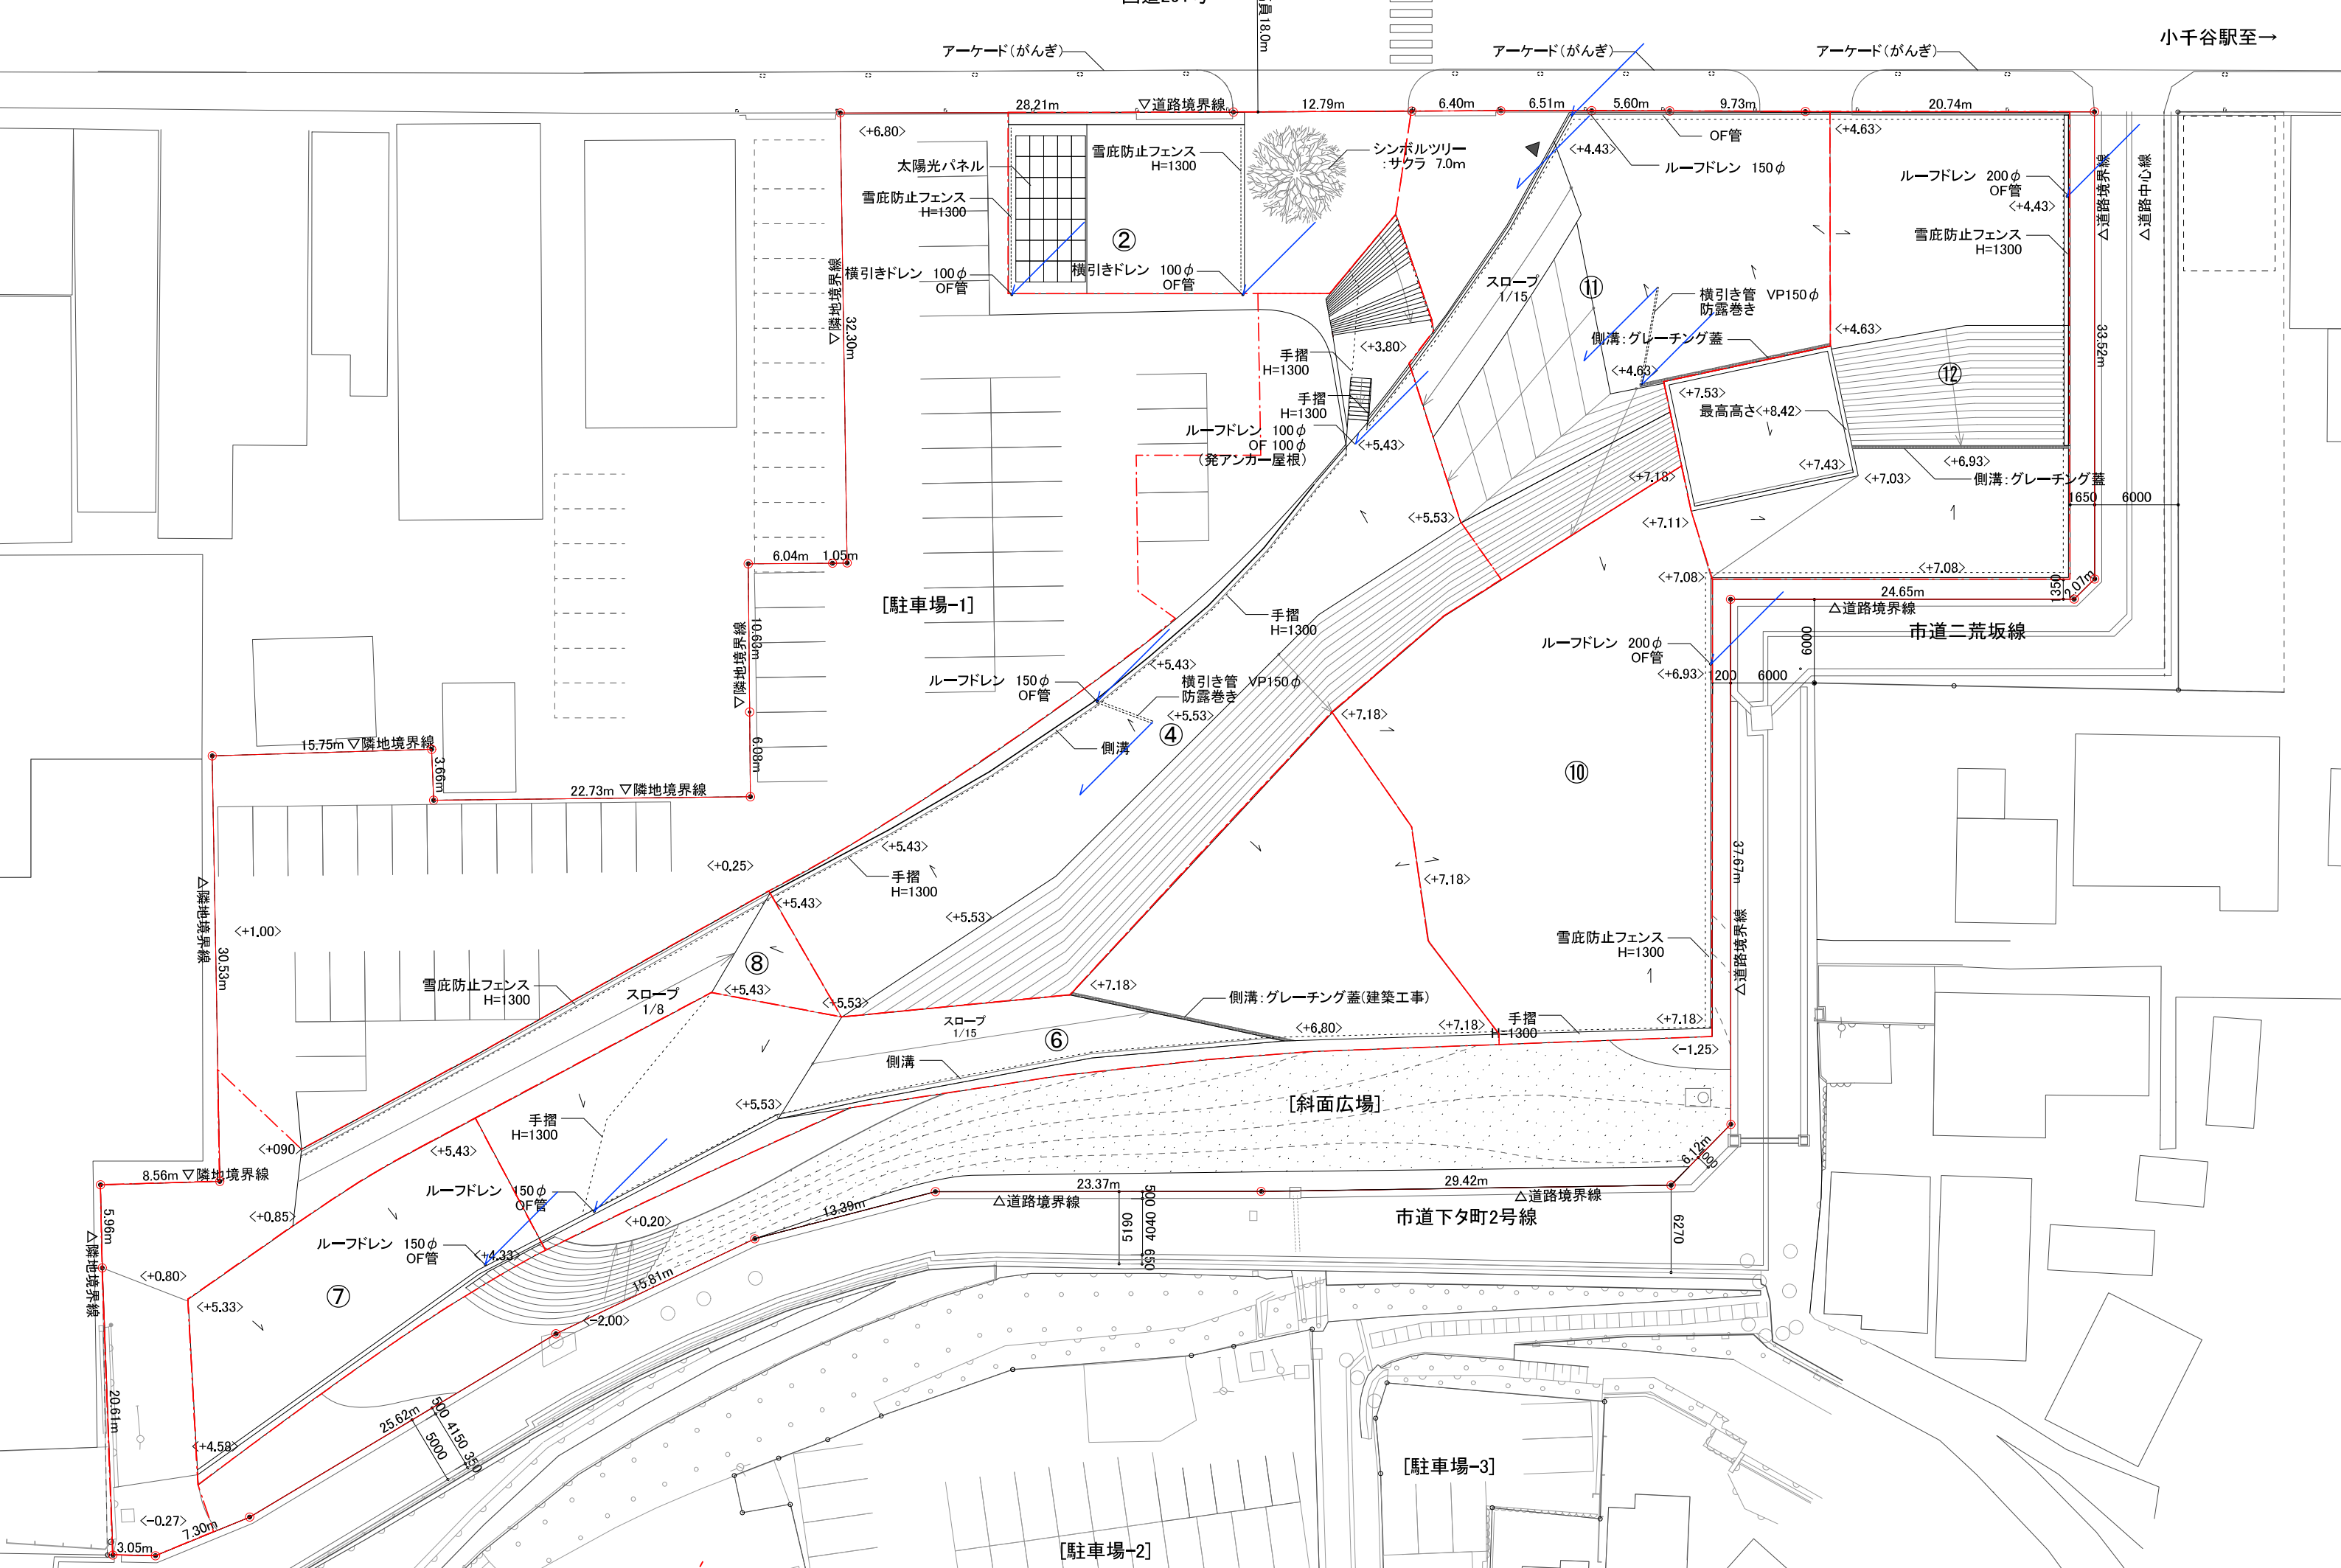 小千谷駅至→
アーケード(がんぎ)
アーケード(がんぎ)
アーケード(がんぎ)
員18.0m
28.21m
▽道路境界線
12.79m
6.40m
6.51m
5.60m
9.73m
20.74m
<+6.80>
太陽光パネル
雪庇防止フェンス
H=1300
雪庇防止フェンス
H=1300
シンボルツリー
:サクラ 7.0m
<+4.43>
OF管
ルーフドレン 150φ
<+4.63>
ルーフドレン 200φ
OF管
<+4.43>
雪庇防止フェンス
H=1300
△道路境界線
△道路中心線
②
横引きドレン 100φ
OF管
横引きドレン 100φ
OF管
▽隣地境界線
32.30m
スロープ
1/15
⑪
横引き管 VP150φ
防露巻き
側溝:グレーチング蓋
<+4.63>
<+4.63>
33.52m
<+3.80>
手摺
H=1300
手摺
H=1300
ルーフドレン 100φ
OF 100φ
(発アンカー屋根)
<+5.43>
<+7.53>
最高高さ<+8.42>
⑫
<+7.43>
<+7.03>
<+6.93>
側溝:グレーチング蓋
<+7.18>
<+5.53>
<+7.11>
1650
6000
6.04m
1.05m
[駐車場-1]
<+7.08>
<+7.08>
1350
2.07m
24.65m
△道路境界線
市道二荒坂線
6000
手摺
H=1300
▽隣地境界線
10.63m
ルーフドレン 200φ
OF管
<+6.93>
1200
6000
<+5.43>
ルーフドレン 150φ
OF管
横引き管 VP150φ
防露巻き
<+5.53>
④
側溝
<+7.18>
⑩
15.75m ▽隣地境界線
3.66m
6.08m
22.73m ▽隣地境界線
<+0.25>
<+5.43>
手摺
H=1300
<+5.43>
<+5.53>
<+7.18>
37.67m
△道路境界線
△隣地境界線
30.53m
<+1.00>
雪庇防止フェンス
H=1300
⑧
<+5.43>
<+5.53>
スロープ
1/8
雪庇防止フェンス
H=1300
<+7.18>
側溝:グレーチング蓋(建築工事)
スロープ
1/15
⑥
<+6.80>
<+7.18>
手摺
H=1300
<+7.18>
<-1.25>
側溝
<+5.53>
[斜面広場]
手摺
H=1300
<+5.43>
<+090>
8.56m ▽隣地境界線
ルーフドレン 150φ
OF管
6.12m
23.37m
29.42m
△道路境界線
△道路境界線
市道下タ町2号線
13.39m
500
4040
650
5190
6270
5.96m
△隣地境界線
<+0.85>
<+0.20>
ルーフドレン 150φ
OF管
<+4.33>
<+0.80>
<+5.33>
⑦
15.81m
<-2.00>
20.61m
25.62m
500
4150
350
5000
<+4.58>
<-0.27>
7.30m
3.05m
[駐車場-3]
[駐車場-2]